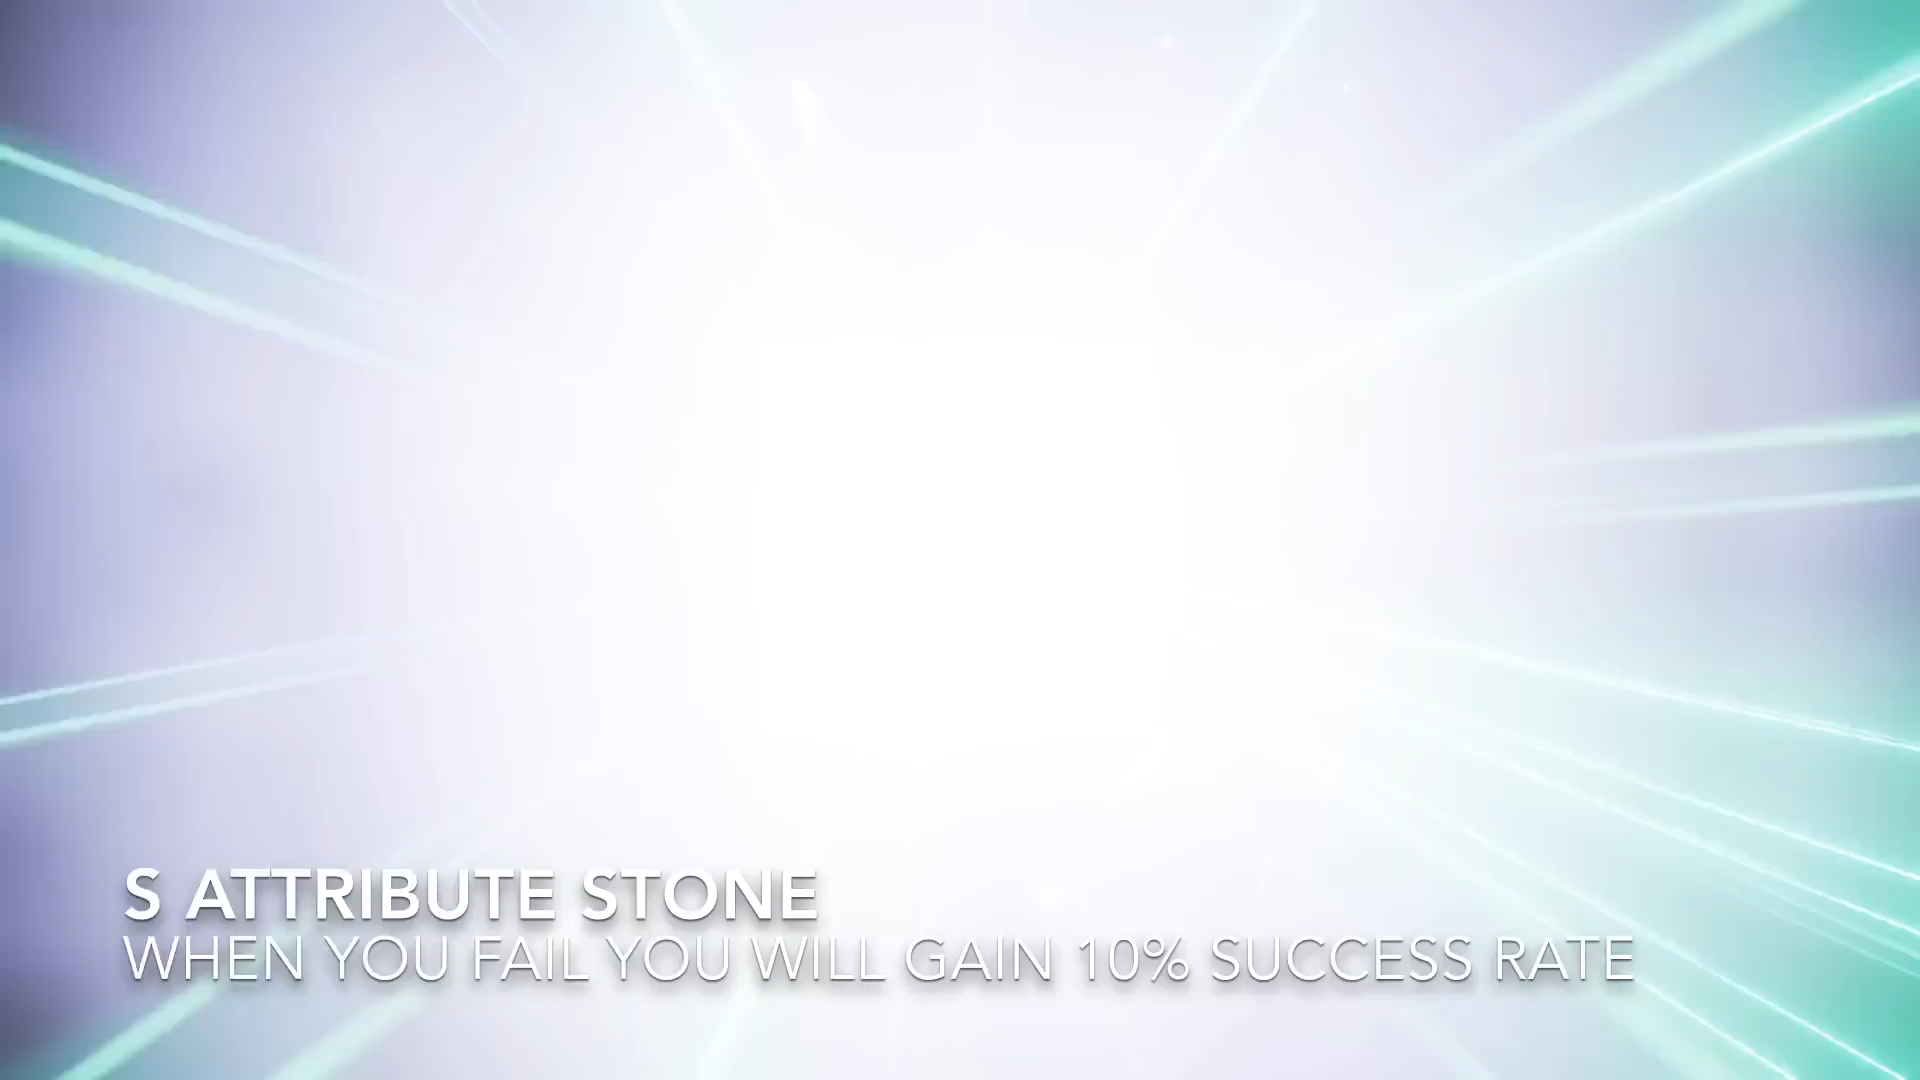 S ATTRIBUTE STONE
WHEN YOU FAIL YOU WILL GAIN 10% SUCCESS RATE